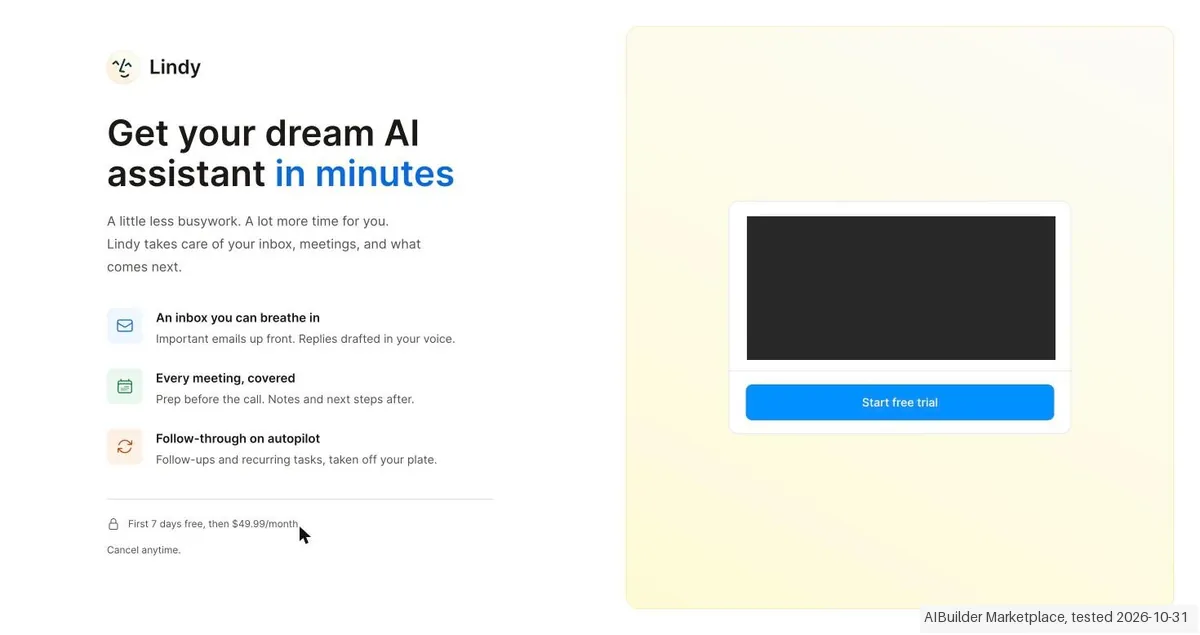 Lindy
Get your dream AI
assistant in minutes
A little less busywork. A lot more time for you.
Lindy takes care of your inbox, meetings, and what
comes next.
An inbox you can breathe in
Important emails up front. Replies drafted in your voice.
Every meeting, covered
Prep before the call. Notes and next steps after.
Follow-through on autopilot
Follow-ups and recurring tasks, taken off your plate.
First 7 days free, then $49.99/month
Cancel anytime.
Start free trial
AIBuilder Marketplace, tested 2026-10-31